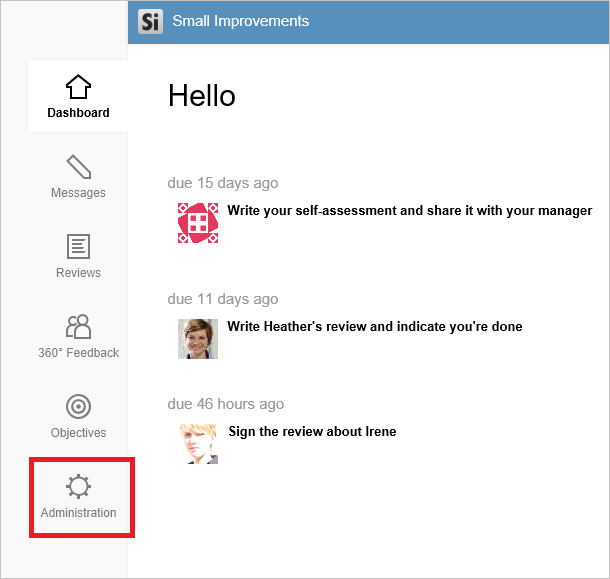 Si Small Improvements
Hello
Dashboard
Messages
Reviews
360° Feedback
Objectives
Administration
due 15 days ago
Write your self-assessment and share it with your manager
due 11 days ago
Write Heather's review and indicate you're done
due 46 hours ago
Sign the review about Irene